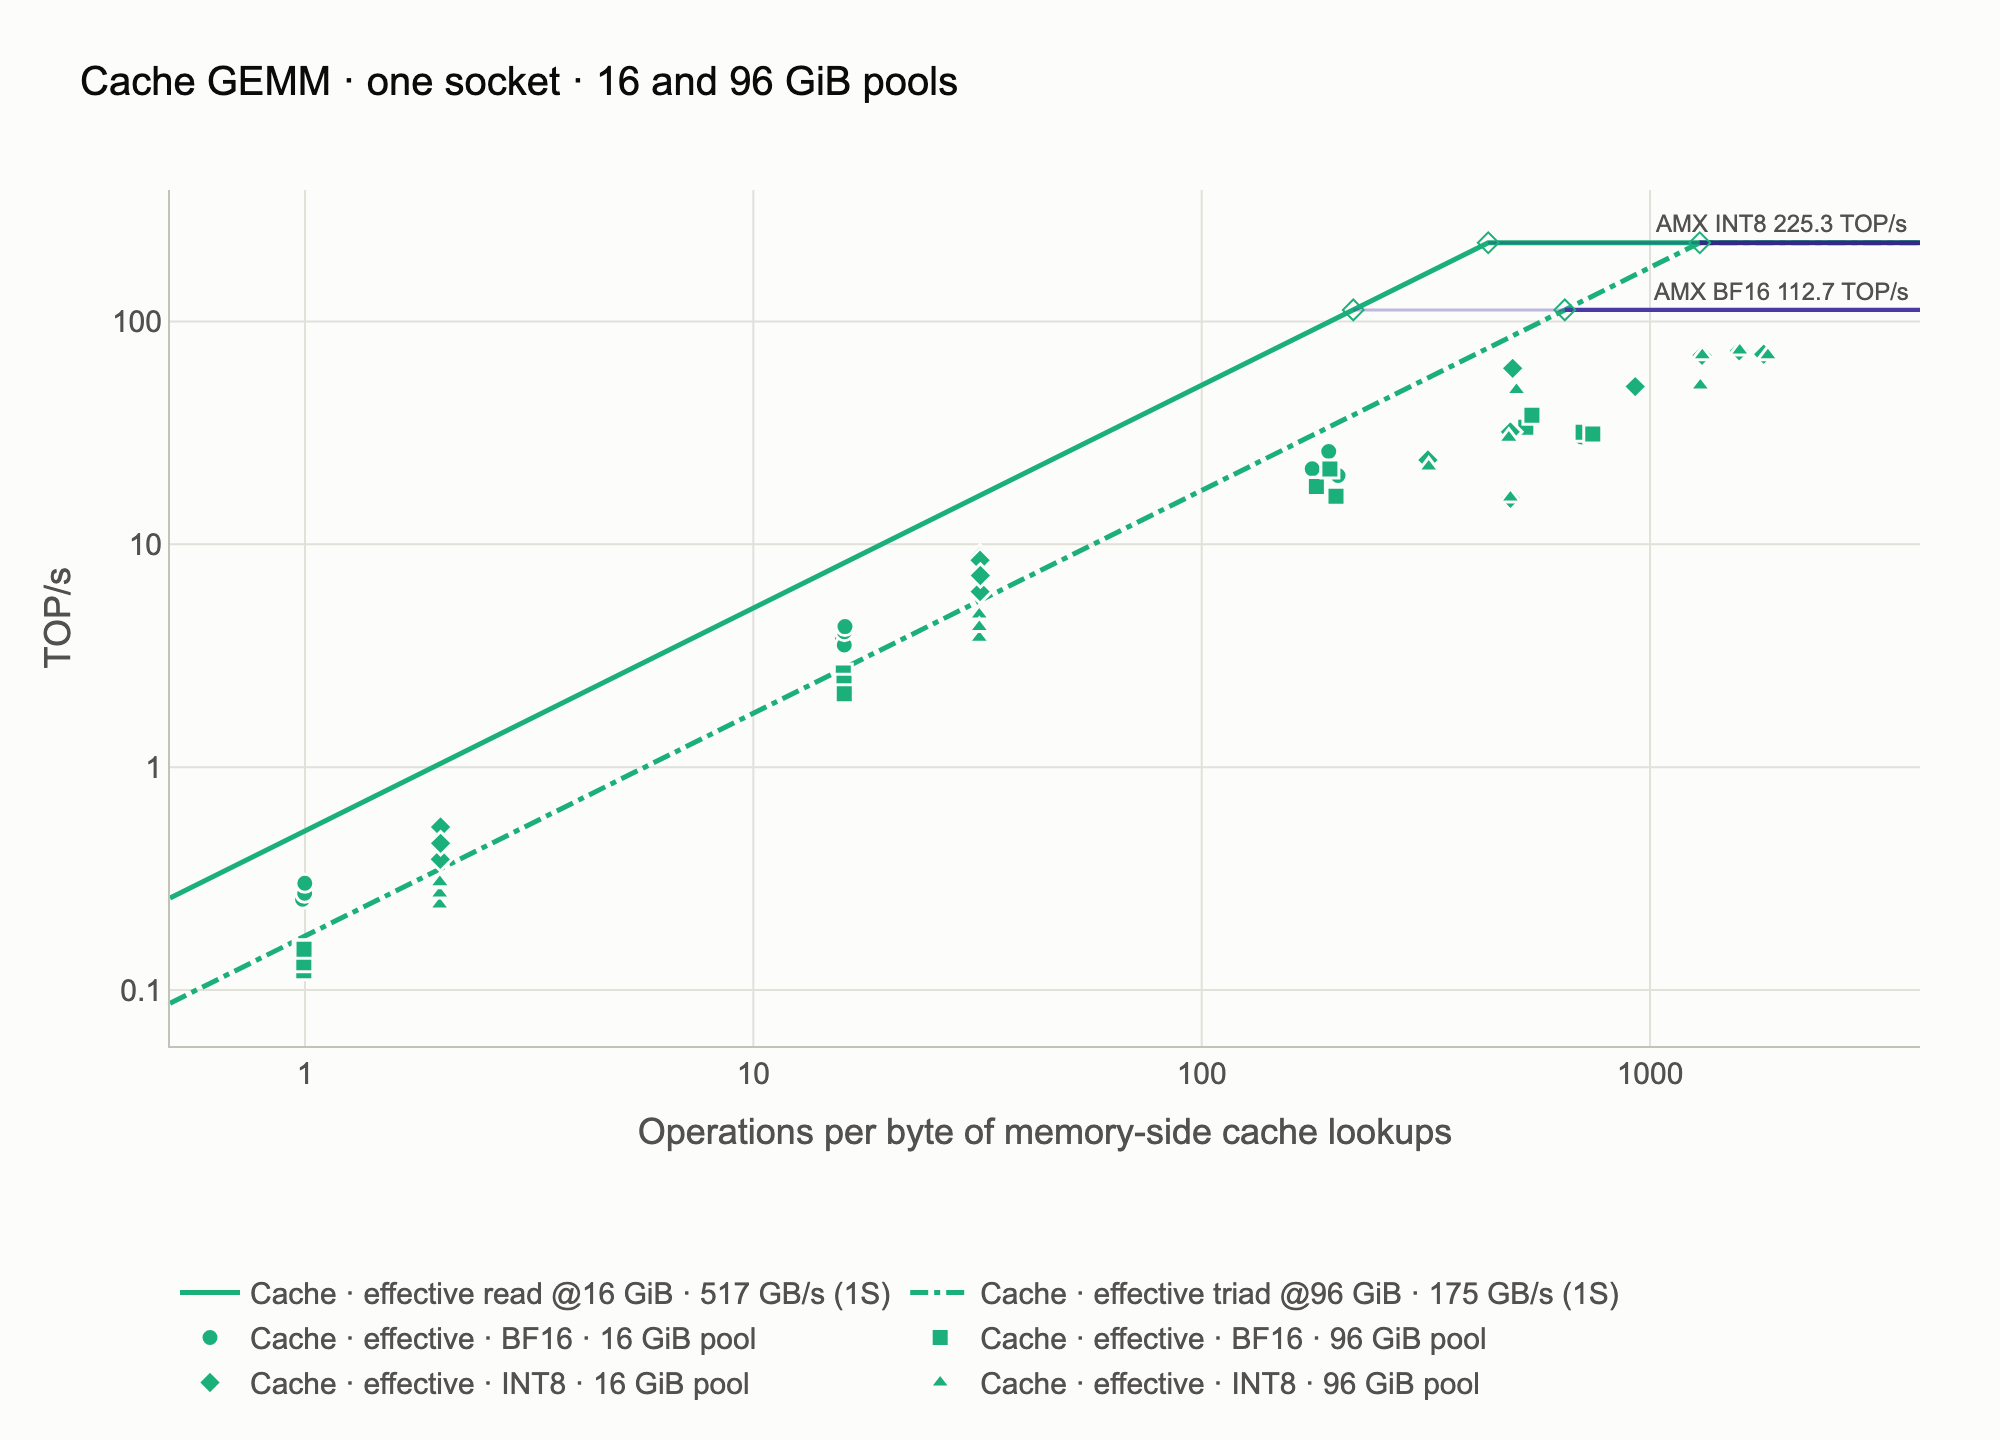 Cache GEMM · one socket · 16 and 96 GiB pools
AMX INT8 225.3 TOP/s
AMX BF16 112.7 TOP/s
100
10
1
0.1
TOP/s
1
10
100
1000
Operations per byte of memory-side cache lookups
Cache · effective read @16 GiB · 517 GB/s (1S)
Cache · effective triad @96 GiB · 175 GB/s (1S)
Cache · effective · BF16 · 16 GiB pool
Cache · effective · BF16 · 96 GiB pool
Cache · effective · INT8 · 16 GiB pool
Cache · effective · INT8 · 96 GiB pool